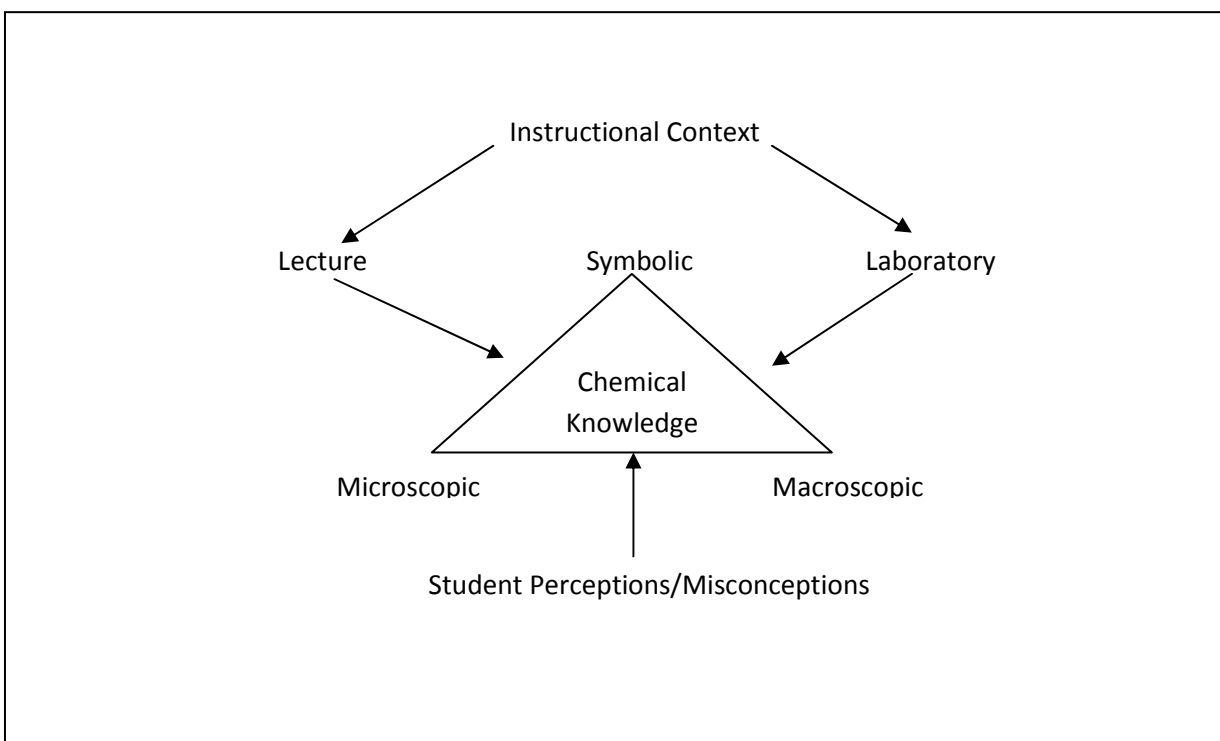 Instructional Context
Lecture
Symbolic
Laboratory
Chemical
Knowledge
Microscopic
Macroscopic
Student Perceptions/Misconceptions